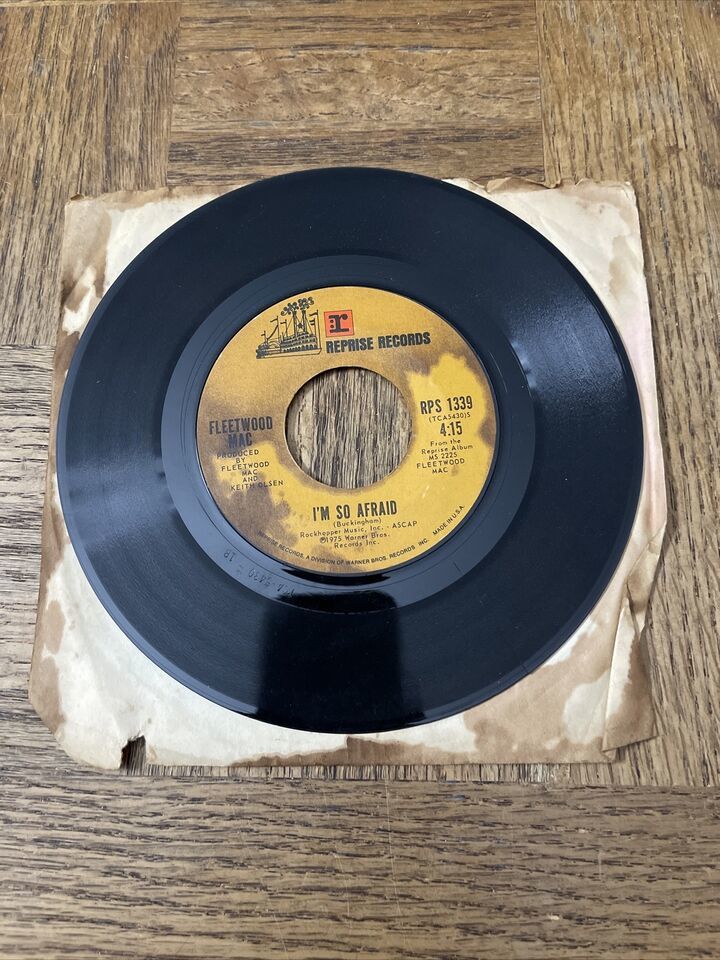 r
REPRISE RECORDS
FLEETWOOD
MAC
PRODUCED
BY
FLEETWOOD
MAC
AND
KEITH OLSEN
RPS 1339
(TCA5430)S
4:15
From the
Reprise Album
MS 2225
FLEETWOOD
MAC
I'M SO AFRAID
(Buckingham)
Rockhopper Music, Inc. - ASCAP
℗1975 Warner Bros.
Records Inc.
REPRISE RECORDS, A DIVISION OF WARNER BROS. RECORDS INC. MADE IN U.S.A.